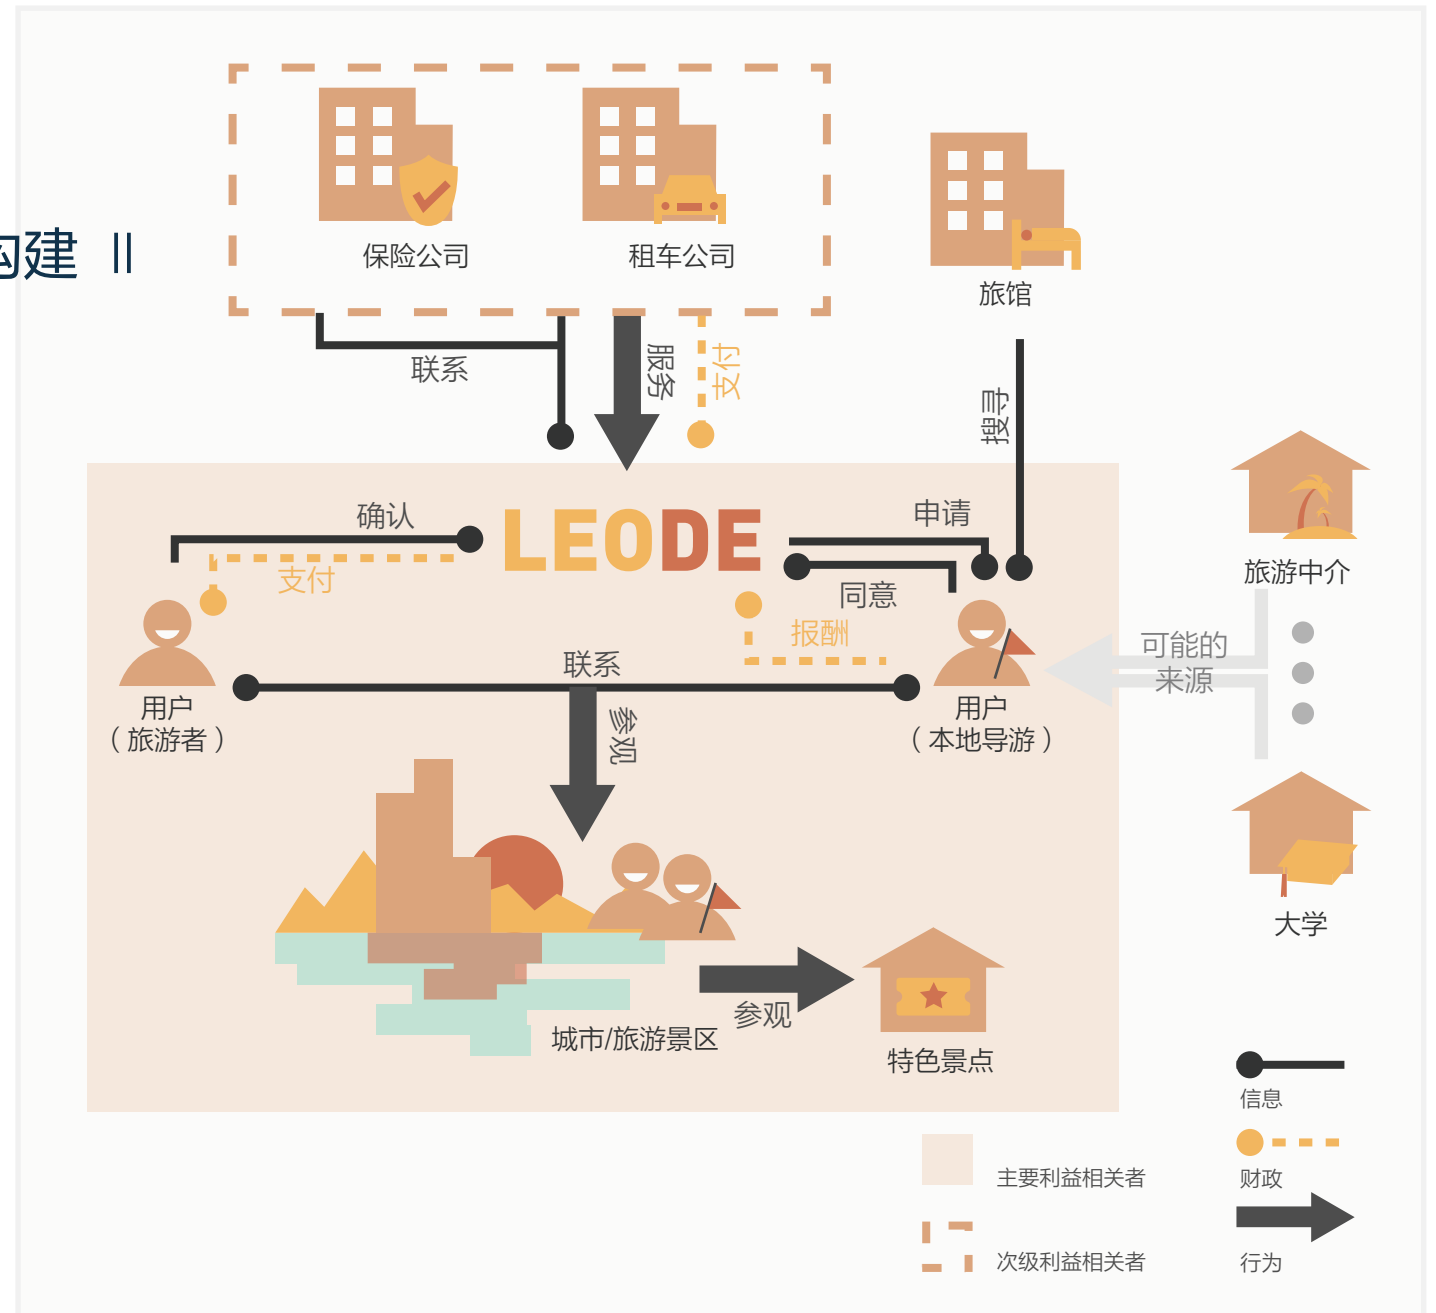 构建 II
保险公司
租车公司
旅馆
联系
服务
支付
搜寻
确认
LEODE
申请
支付
同意
报酬
旅游中介
可能的
来源
联系
用户
（旅游者）
用户
（本地导游）
参观
大学
参观
城市/旅游景区
特色景点
信息
主要利益相关者
财政
次级利益相关者
行为